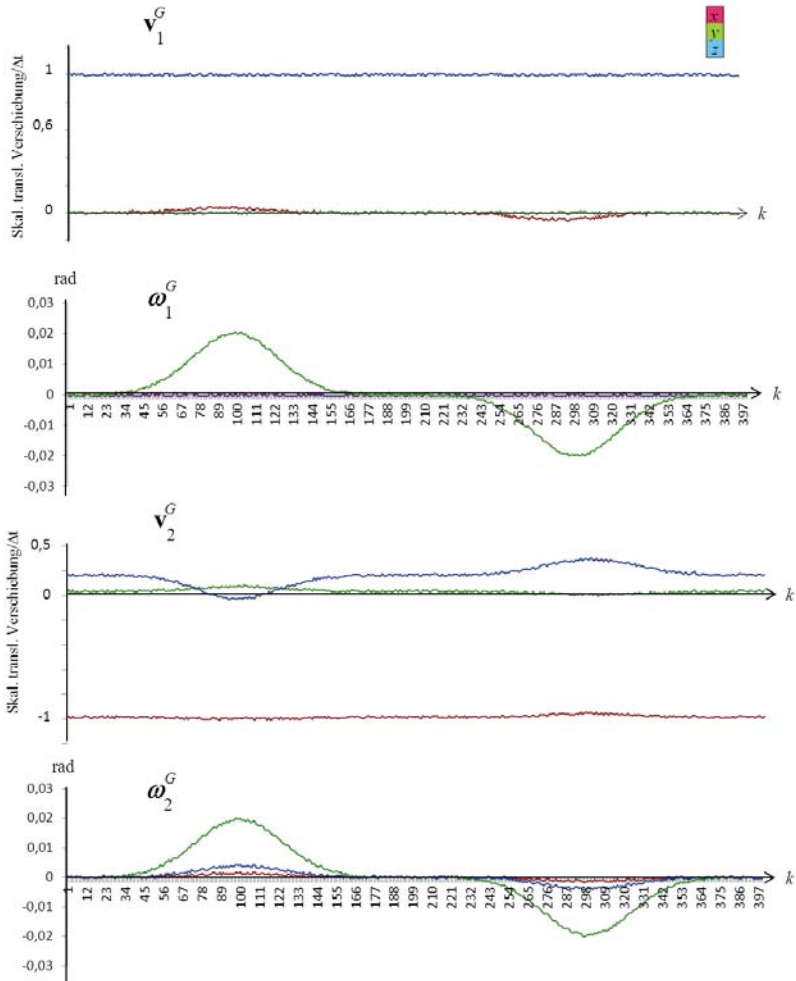 v₁ᴳ
x
y
z
Skal. transl. Verschiebung/Δt
1
0,6
0
k
rad
ω₁ᴳ
0,03
0,02
0,01
0
-0,01
-0,02
-0,03
k
1 12 23 34 45 56 67 78 89 100 111 122 133 144 155 166 177 188 199 210 221 232 243 254 265 276 287 298 309 320 331 342 353 364 375 386 397
v₂ᴳ
Skal. transl. Verschiebung/Δt
0,5
0
-1
k
rad
ω₂ᴳ
0,03
0,02
0,01
0
-0,01
-0,02
-0,03
k
1 12 23 34 45 56 67 78 89 100 111 122 133 144 155 166 177 188 199 210 221 232 243 254 265 276 287 298 309 320 331 342 353 364 375 386 397